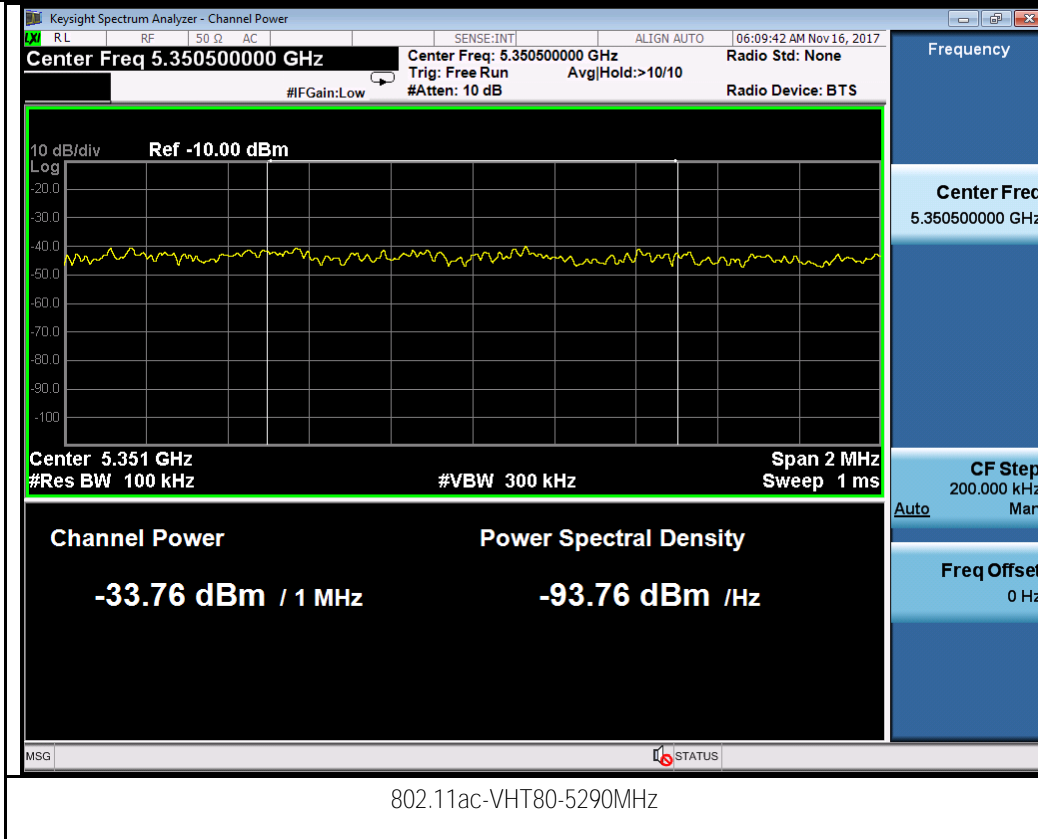 Keysight Spectrum Analyzer - Channel Power
LXI RL RF 50 Ω AC SENSE:INT ALIGN AUTO 06:09:42 AM Nov 16, 2017
Center Freq 5.350500000 GHz
Center Freq: 5.350500000 GHz Radio Std: None
Trig: Free Run Avg|Hold:>10/10
#IFGain:Low #Atten: 10 dB Radio Device: BTS
10 dB/div Ref -10.00 dBm
Log
-20.0
-30.0
-40.0
-50.0
-60.0
-70.0
-80.0
-90.0
-100
Center 5.351 GHz Span 2 MHz
#Res BW 100 kHz #VBW 300 kHz Sweep 1 ms
Channel Power Power Spectral Density
-33.76 dBm / 1 MHz -93.76 dBm /Hz
Frequency
Center Freq
5.350500000 GHz
CF Step
200.000 kHz
Auto Man
Freq Offset
0 Hz
MSG STATUS
802.11ac-VHT80-5290MHz